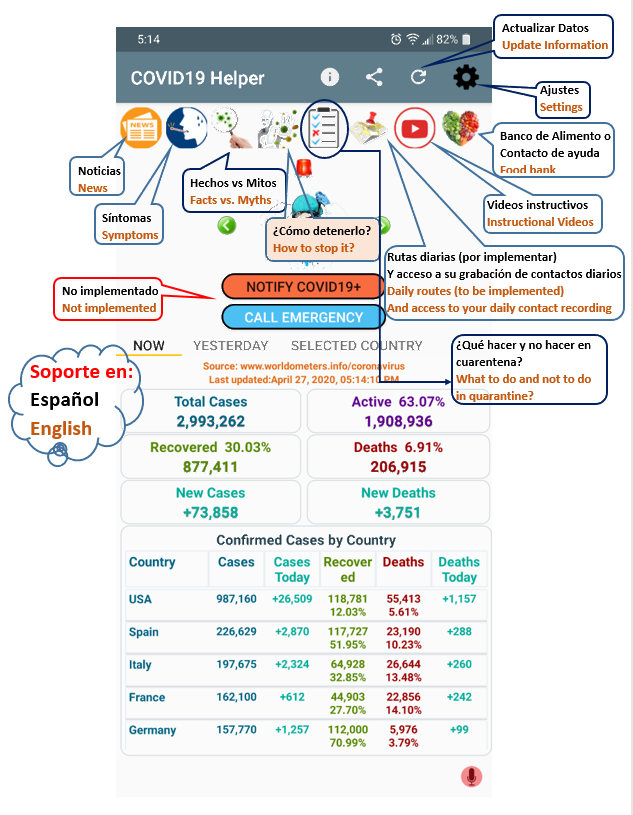 Actualizar Datos
Update Information
5:14
82%
COVID19 Helper
Ajustes
Settings
NEWS
Banco de Alimento o
Contacto de ayuda
Food bank
Noticias
News
Hechos vs Mitos
Facts vs. Myths
Síntomas
Symptoms
Videos instructivos
Instructional Videos
¿Cómo detenerlo?
How to stop it?
Rutas diarias (por implementar)
Y acceso a su grabación de contactos diarios
Daily routes (to be implemented)
And access to your daily contact recording
No implementado
Not implemented
NOTIFY COVID19+
CALL EMERGENCY
NOW YESTERDAY SELECTED COUNTRY
¿Qué hacer y no hacer en
cuarentena?
What to do and not to do
in quarantine?
Soporte en:
Español
English
Source: www.worldometers.info/coronavirus
Last updated:April 27, 2020, 05:14:10 PM
Total Cases
2,993,262
Active 63.07%
1,908,936
Recovered 30.03%
877,411
Deaths 6.91%
206,915
New Cases
+73,858
New Deaths
+3,751
Confirmed Cases by Country
Country Cases Cases Recover Deaths Deaths
Today ed Today
USA 987,160 +26,509 118,781 55,413 +1,157
12.03% 5.61%
Spain 226,629 +2,870 117,727 23,190 +288
51.95% 10.23%
Italy 197,675 +2,324 64,928 26,644 +260
32.85% 13.48%
France 162,100 +612 44,903 22,856 +242
27.70% 14.10%
Germany 157,770 +1,257 112,000 5,976 +99
70.99% 3.79%